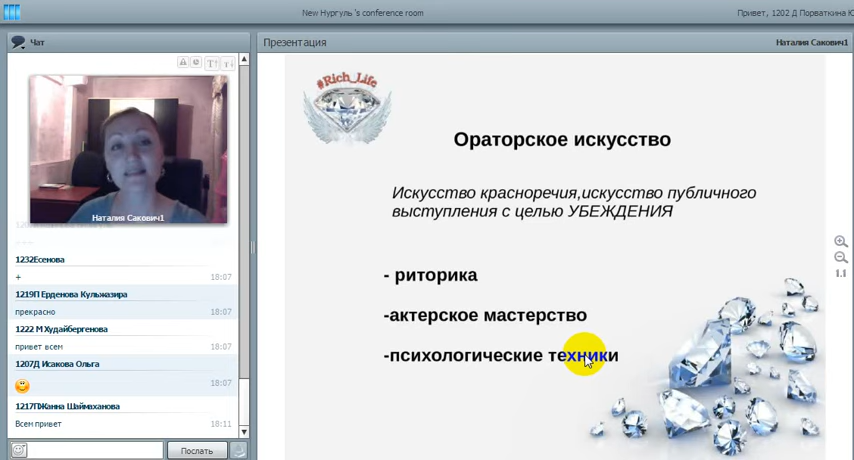 New Нургуль 's conference room
Привет, 1202 Д Порваткина Ю
Чат
Наталия Сакович1
1232Есенова
+
18:07
1219П Ерденова Кульжазира
прекрасно
18:07
1222 М Худайбергенова
привет всем
18:07
1207Д Исакова Ольга
18:07
1217ПЖанна Шаймаханова
Всем привет
18:11
Послать
Презентация
Наталия Сакович1
#Rich_Life
Ораторское искусство
Искусство красноречия,искусство публичного
выступления с целью УБЕЖДЕНИЯ
- риторика
-актерское мастерство
-психологические техники
1:1